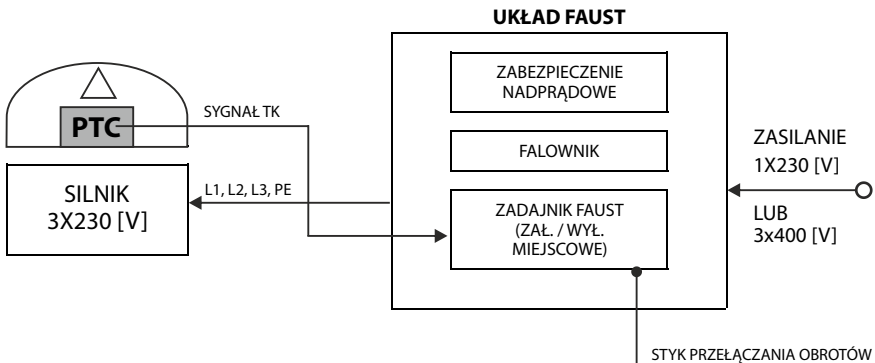 UKŁAD FAUST
ZABEZPIECZENIE
NADPRĄDOWE
PTC
SYGNAŁ TK
FALOWNIK
ZASILANIE
1X230 [V]
LUB
3x400 [V]
SILNIK
3X230 [V]
L1, L2, L3, PE
ZADAJNIK FAUST
(ZAŁ. / WYŁ.
MIEJSCOWE)
STYK PRZEŁĄCZANIA OBROTÓW